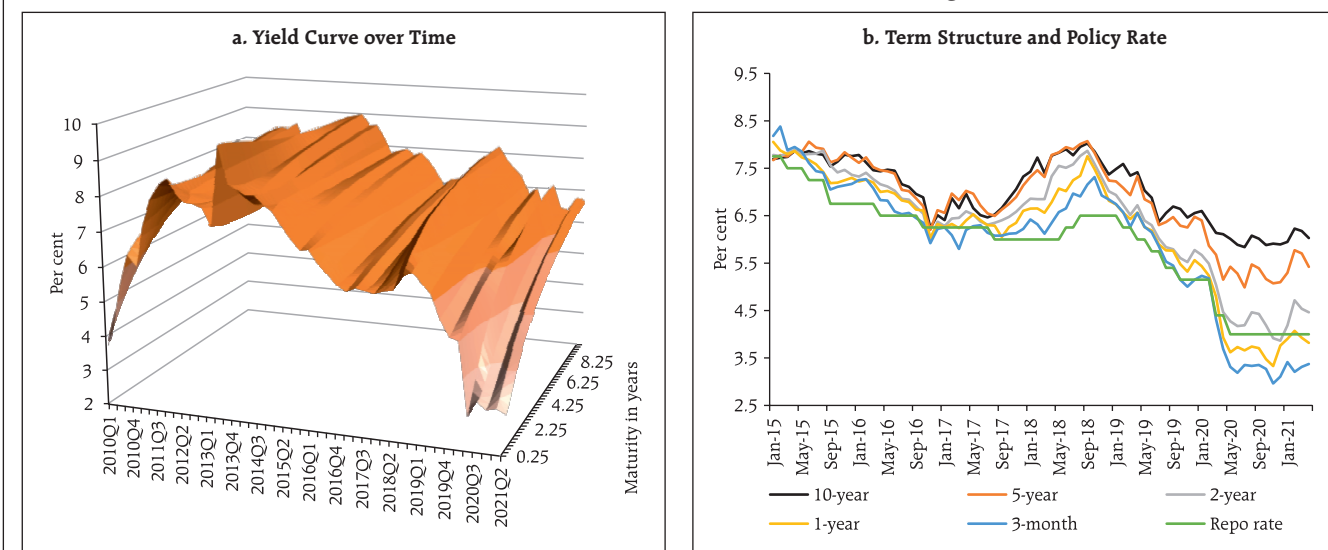 a. Yield Curve over Time
Per cent
10
9
8
7
6
5
4
3
2
2010Q1
2010Q4
2011Q3
2012Q2
2013Q1
2013Q4
2014Q3
2015Q2
2016Q1
2016Q4
2017Q3
2018Q2
2019Q1
2019Q4
2020Q3
2021Q2
0.25
2.25
4.25
6.25
8.25
Maturity in years
b. Term Structure and Policy Rate
Per cent
9.5
8.5
7.5
6.5
5.5
4.5
3.5
2.5
Jan-15
May-15
Sep-15
Jan-16
May-16
Sep-16
Jan-17
May-17
Sep-17
Jan-18
May-18
Sep-18
Jan-19
May-19
Sep-19
Jan-20
May-20
Sep-20
Jan-21
10-year
5-year
2-year
1-year
3-month
Repo rate